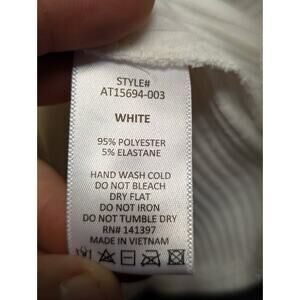 STYLE#
AT15694-003
WHITE
95% POLYESTER
5% ELASTANE
HAND WASH COLD
DO NOT BLEACH
DRY FLAT
DO NOT IRON
DO NOT TUMBLE DRY
RN# 141397
MADE IN VIETNAM